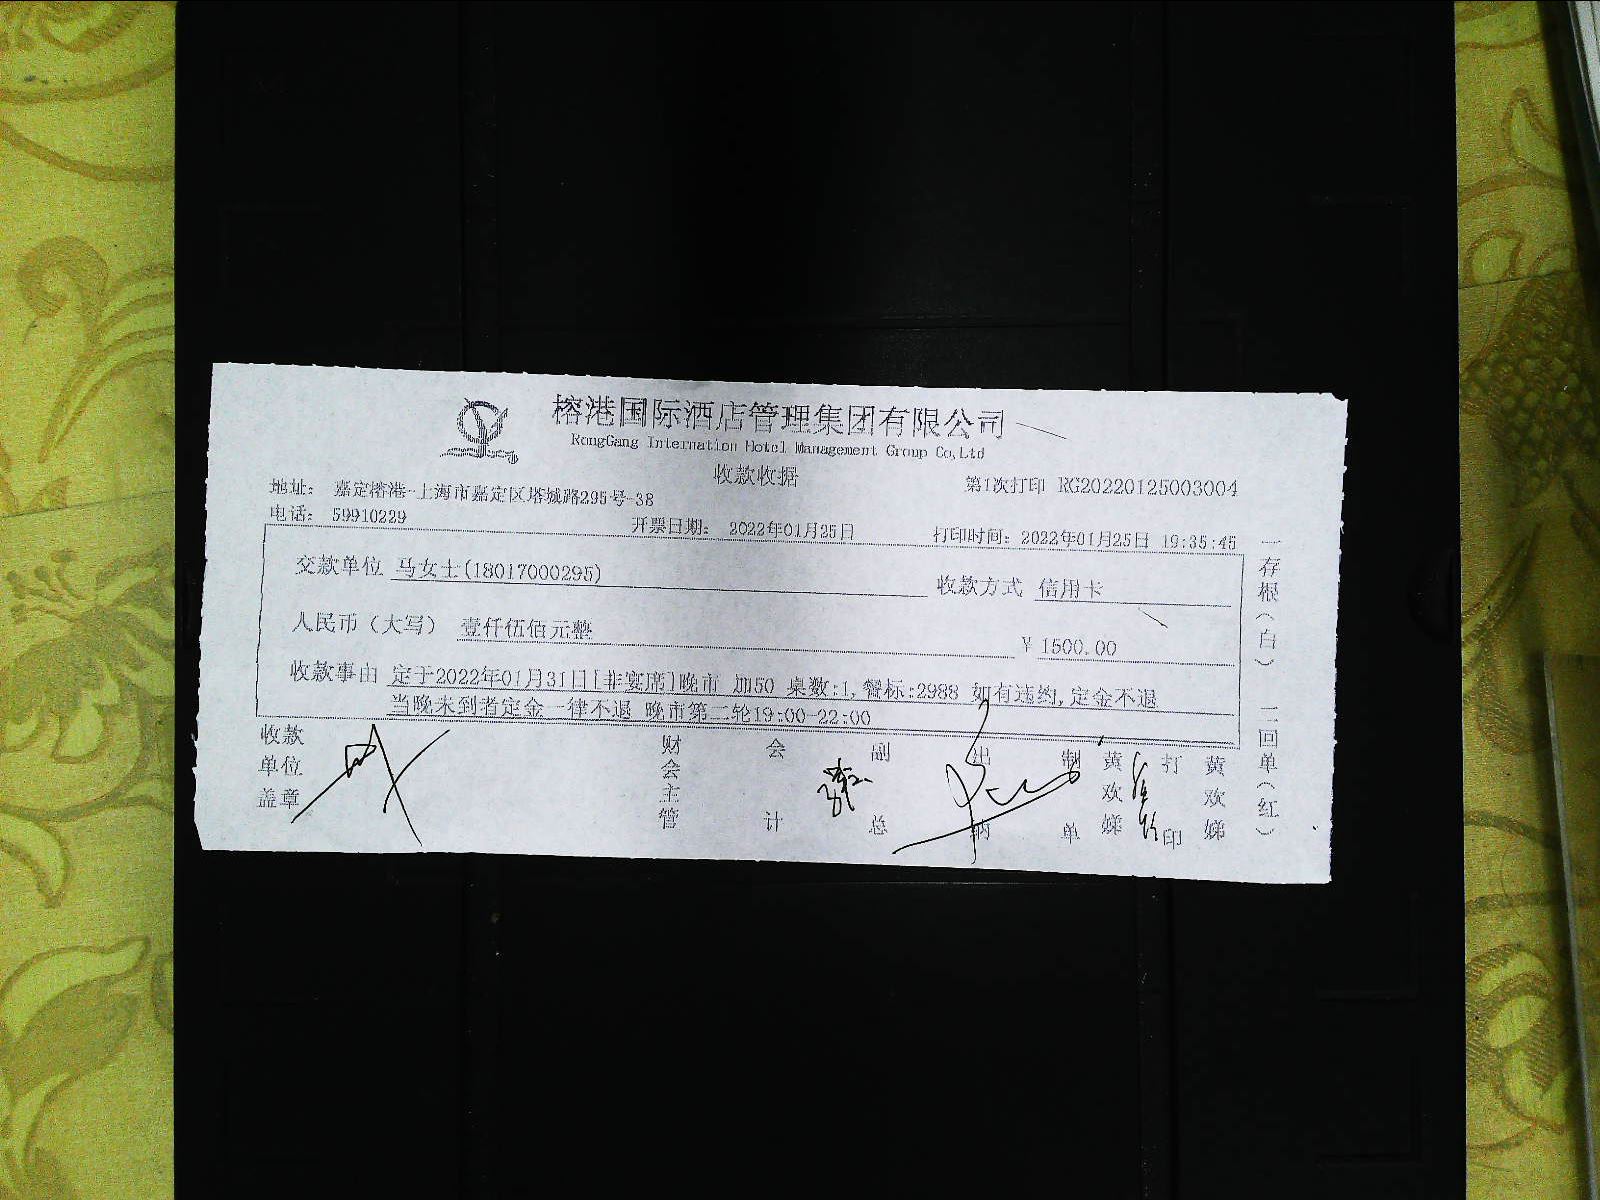 榕港国际酒店管理集团有限公司
RongGang Internation Hotel Management Group Co,Ltd
收款收据
地址： 嘉定榕港-上海市嘉定区塔城路295号-38
第1次打印 RG20220125003004
电话： 59910229
开票日期： 2022年01月25日
打印时间：2022年01月25日 19:35:45
交款单位 马女士(18017000295)
收款方式 信用卡
人民币（大写） 壹仟伍佰元整
￥1500.00
收款事由 定于2022年01月31日[非宴席]晚市 加50 桌数:1,餐标:2988 如有违约,定金不退
当晚未到者定金一律不退 晚市第二轮19:00-22:00
收款单位盖章
财会主管
会计
副总
出纳
制单
黄欢娣
打印
黄欢娣
一存根（白） 二回单（红）